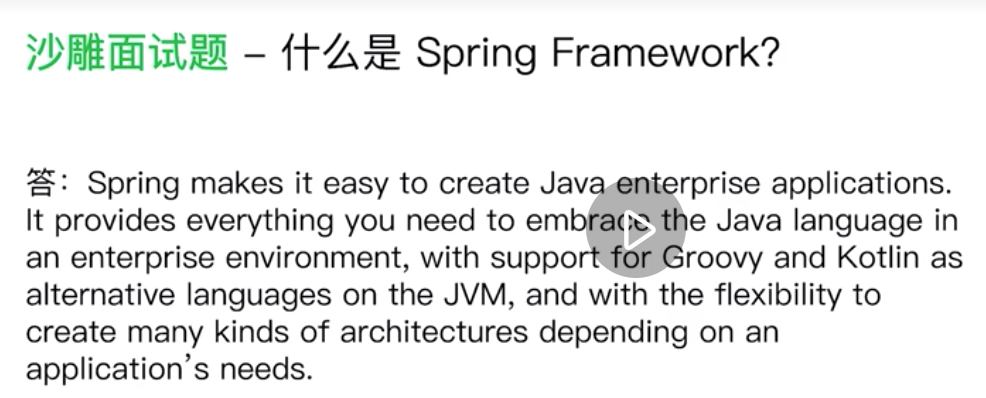 沙雕面试题 – 什么是 Spring Framework?
答：Spring makes it easy to create Java enterprise applications.
It provides everything you need to embrace the Java language in
an enterprise environment, with support for Groovy and Kotlin as
alternative languages on the JVM, and with the flexibility to
create many kinds of architectures depending on an
application’s needs.